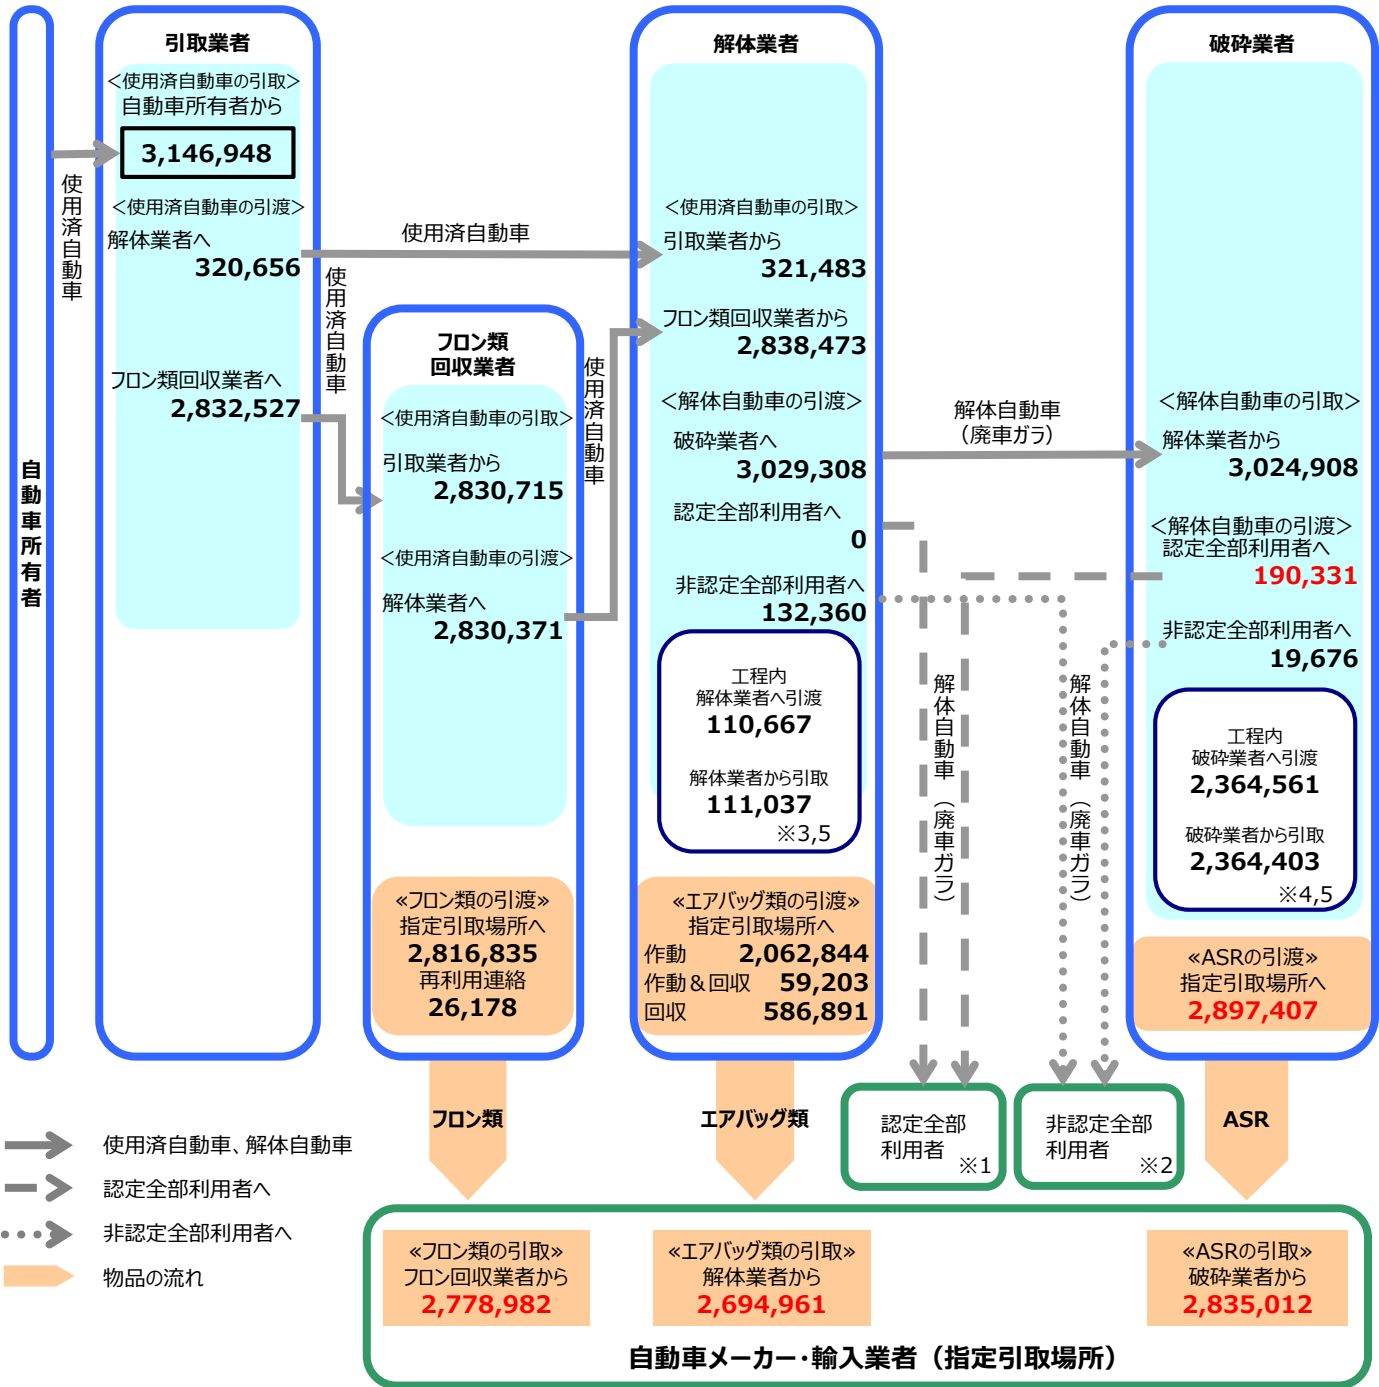 自動車所有者
使用済自動車
引取業者
<使用済自動車の引取>
自動車所有者から
3,146,948
<使用済自動車の引渡>
解体業者へ
320,656
フロン類回収業者へ
2,832,527
使用済自動車
使用済自動車
フロン類
回収業者
<使用済自動車の引取>
引取業者から
2,830,715
<使用済自動車の引渡>
解体業者へ
2,830,371
«フロン類の引渡»
指定引取場所へ
2,816,835
再利用連絡
26,178
使用済自動車
解体業者
<使用済自動車の引取>
引取業者から
321,483
フロン類回収業者から
2,838,473
<解体自動車の引渡>
破砕業者へ
3,029,308
認定全部利用者へ
0
非認定全部利用者へ
132,360
工程内
解体業者へ引渡
110,667
解体業者から引取
111,037
※3,5
«エアバッグ類の引渡»
指定引取場所へ
作動 2,062,844
作動&回収 59,203
回収 586,891
解体自動車
(廃車ガラ)
解体自動車(廃車ガラ)
解体自動車(廃車ガラ)
破砕業者
<解体自動車の引取>
解体業者から
3,024,908
<解体自動車の引渡>
認定全部利用者へ
190,331
非認定全部利用者へ
19,676
工程内
破砕業者へ引渡
2,364,561
破砕業者から引取
2,364,403
※4,5
«ASRの引渡»
指定引取場所へ
2,897,407
フロン類
エアバッグ類
認定全部
利用者
※1
非認定全部
利用者
※2
ASR
使用済自動車、解体自動車
認定全部利用者へ
非認定全部利用者へ
物品の流れ
«フロン類の引取»
フロン回収業者から
2,778,982
«エアバッグ類の引取»
解体業者から
2,694,961
«ASRの引取»
破砕業者から
2,835,012
自動車メーカー・輸入業者(指定引取場所)